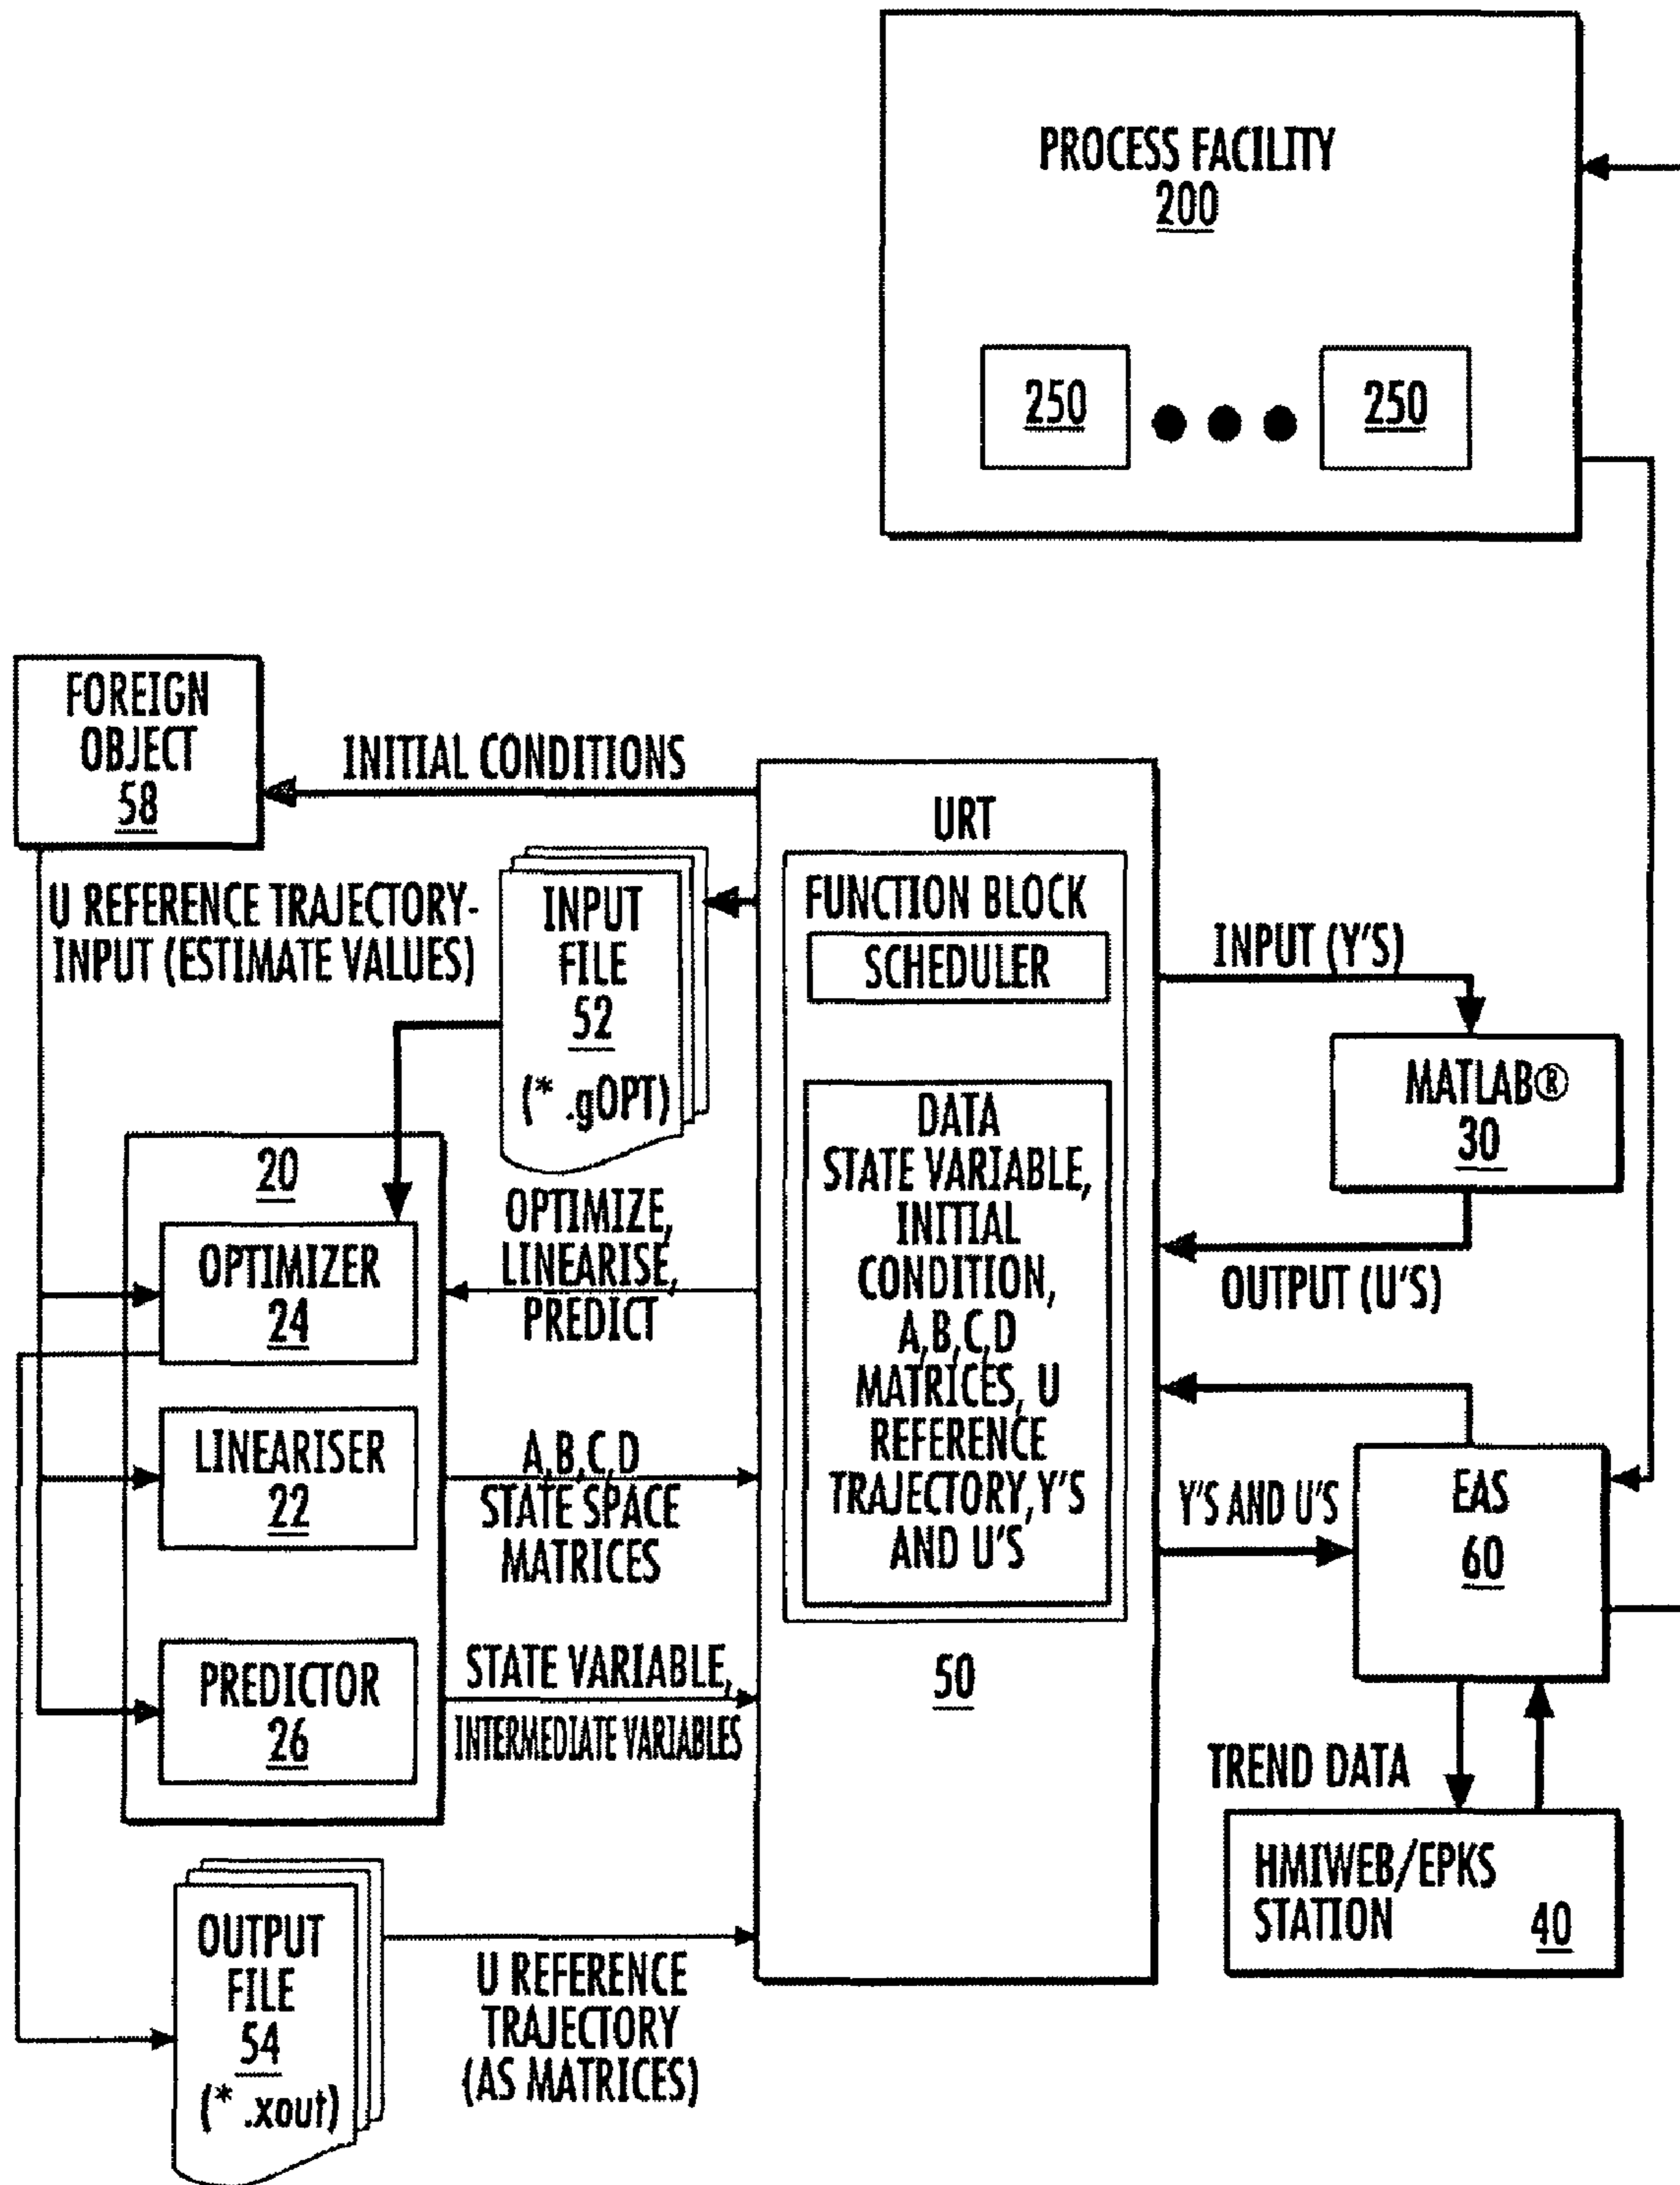 PROCESS FACILITY
200
250
250
FOREIGN
OBJECT
58
INITIAL CONDITIONS
U REFERENCE TRAJECTORY-
INPUT (ESTIMATE VALUES)
INPUT
FILE
52
(* .gOPT)
URT
FUNCTION BLOCK
SCHEDULER
DATA
STATE VARIABLE,
INITIAL
CONDITION,
A,B,C,D
MATRICES, U
REFERENCE
TRAJECTORY,Y'S
AND U'S
50
INPUT (Y'S)
MATLAB®
30
OUTPUT (U'S)
20
OPTIMIZER
24
OPTIMIZE,
LINEARISE,
PREDICT
LINEARISER
22
A,B,C,D
STATE SPACE
MATRICES
PREDICTOR
26
STATE VARIABLE,
INTERMEDIATE VARIABLES
Y'S AND U'S
EAS
60
TREND DATA
HMIWEB/EPKS
STATION
40
OUTPUT
FILE
54
(* .xout)
U REFERENCE
TRAJECTORY
(AS MATRICES)